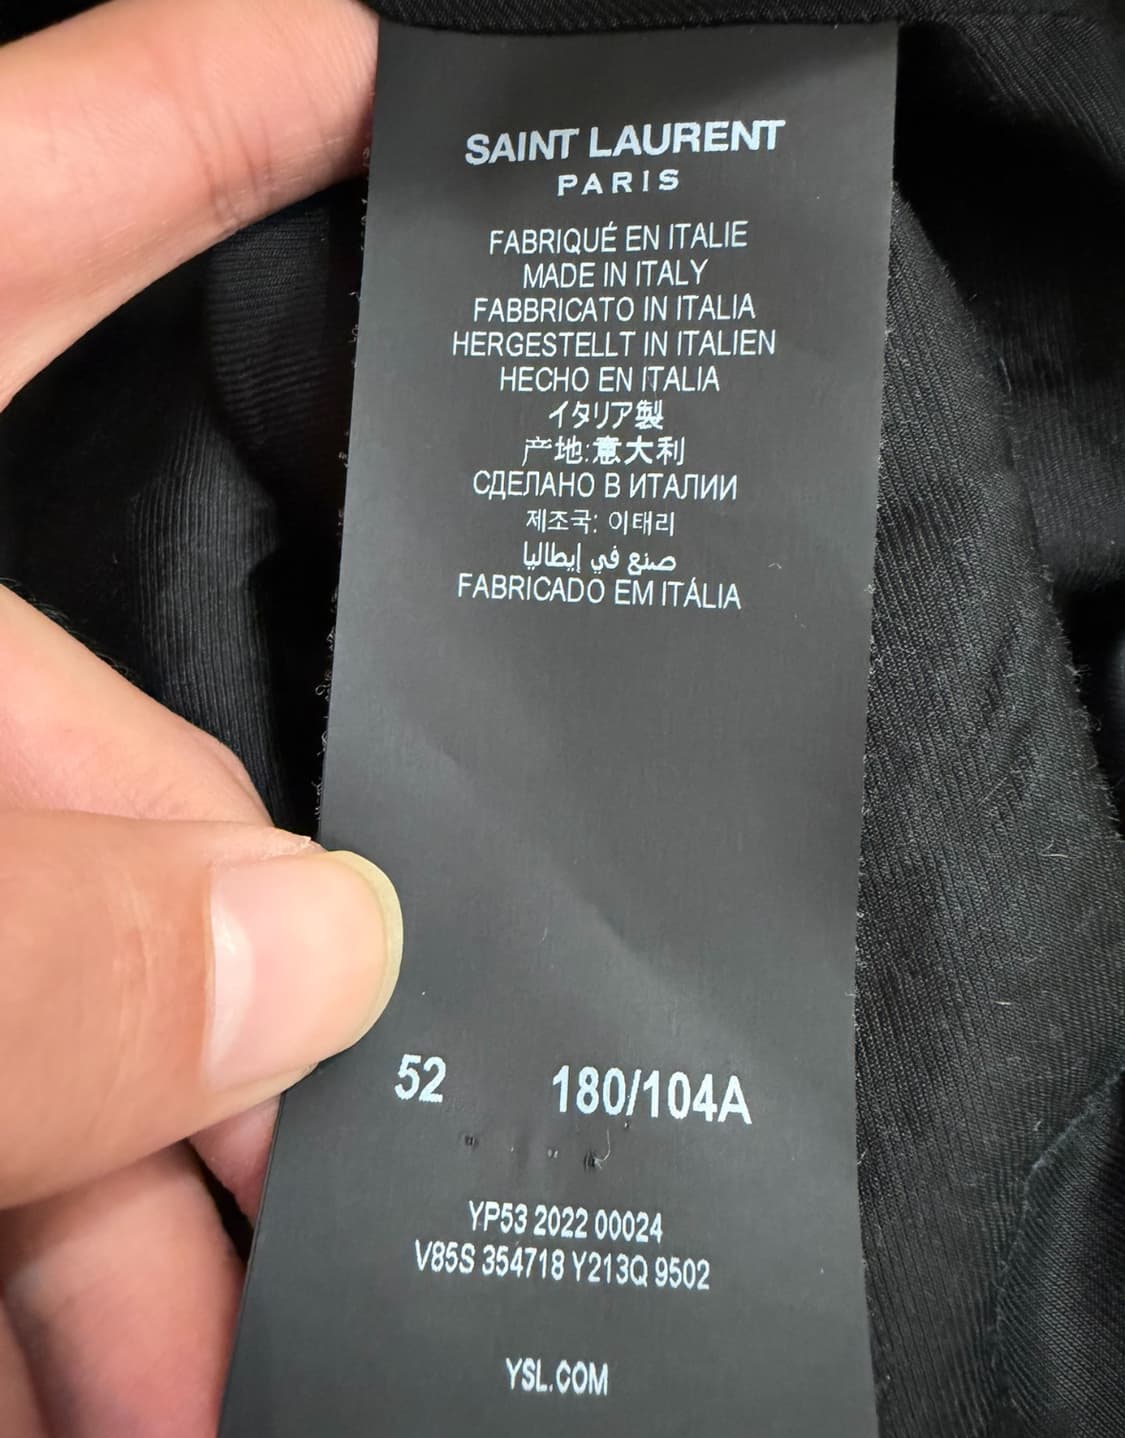 SAINT LAURENT
PARIS
FABRIQUÉ EN ITALIE
MADE IN ITALY
FABBRICATO IN ITALIA
HERGESTELLT IN ITALIEN
HECHO EN ITALIA
イタリア製
产地:意大利
СДЕЛАНО В ИТАЛИИ
제조국: 이태리
صنع في إيطاليا
FABRICADO EM ITÁLIA
52 180/104A
YP53 2022 00024
V85S 354718 Y213Q 9502
YSL.COM